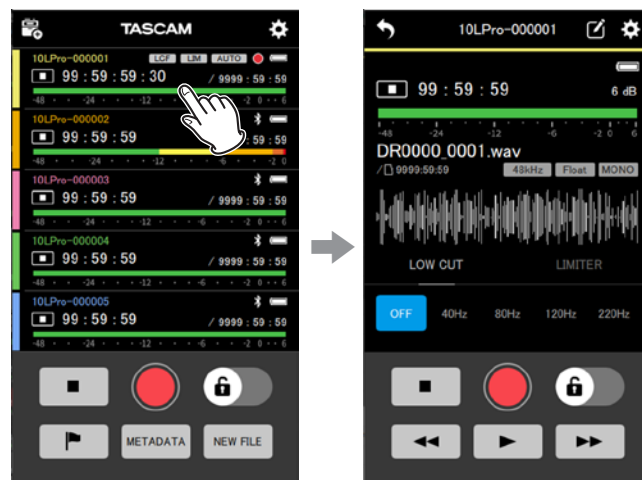 TASCAM
10LPro-000001 LCF LIM AUTO
99 : 59 : 59 : 30 / 9999 : 59 : 59
-48 -24 -12 2 0 6
10LPro-000002
99 : 59 : 59 59 : 59
-48 -24 -12 -6 -2 0
10LPro-000003
99 : 59 : 59 / 9999 : 59 : 59
-48 -24 -12 -6 -2 0 6
10LPro-000004
99 : 59 : 59 / 9999 : 59 : 59
-48 -24 -12 -6 -2 0 6
10LPro-000005
99 : 59 : 59 / 9999 : 59 : 59
-48 -24 -12 -6 -2 0 6
METADATA NEW FILE
10LPro-000001
99 : 59 : 59 6 dB
-48 -24 -12 -6 -2 0 6
DR0000_0001.wav
/ 9999:59:59 48kHz Float MONO
LOW CUT LIMITER
OFF 40Hz 80Hz 120Hz 220Hz